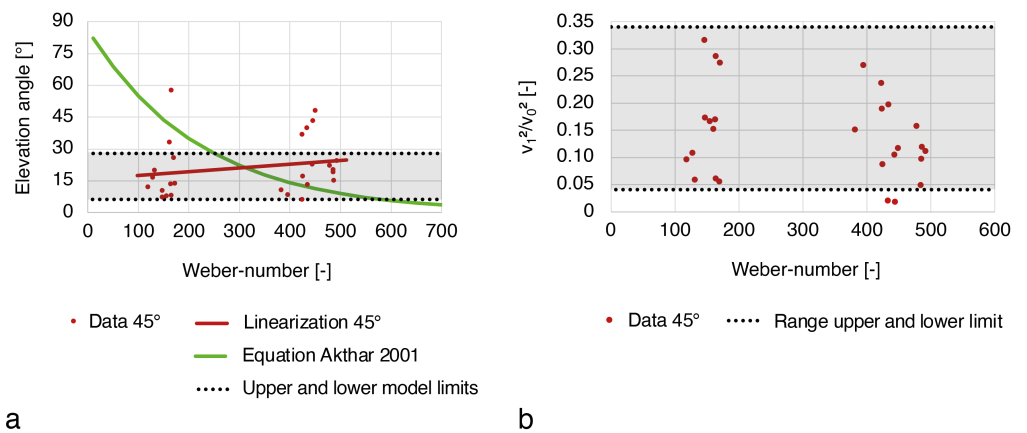 Elevation angle [°]
90
75
60
45
30
15
0
0 100 200 300 400 500 600 700
Weber-number [-]
Data 45°
Linearization 45°
Equation Akthar 2001
Upper and lower model limits
a
v₁²/v₀² [-]
0.35
0.30
0.25
0.20
0.15
0.10
0.05
0
0 100 200 300 400 500 600
Weber-number [-]
Data 45°
Range upper and lower limit
b